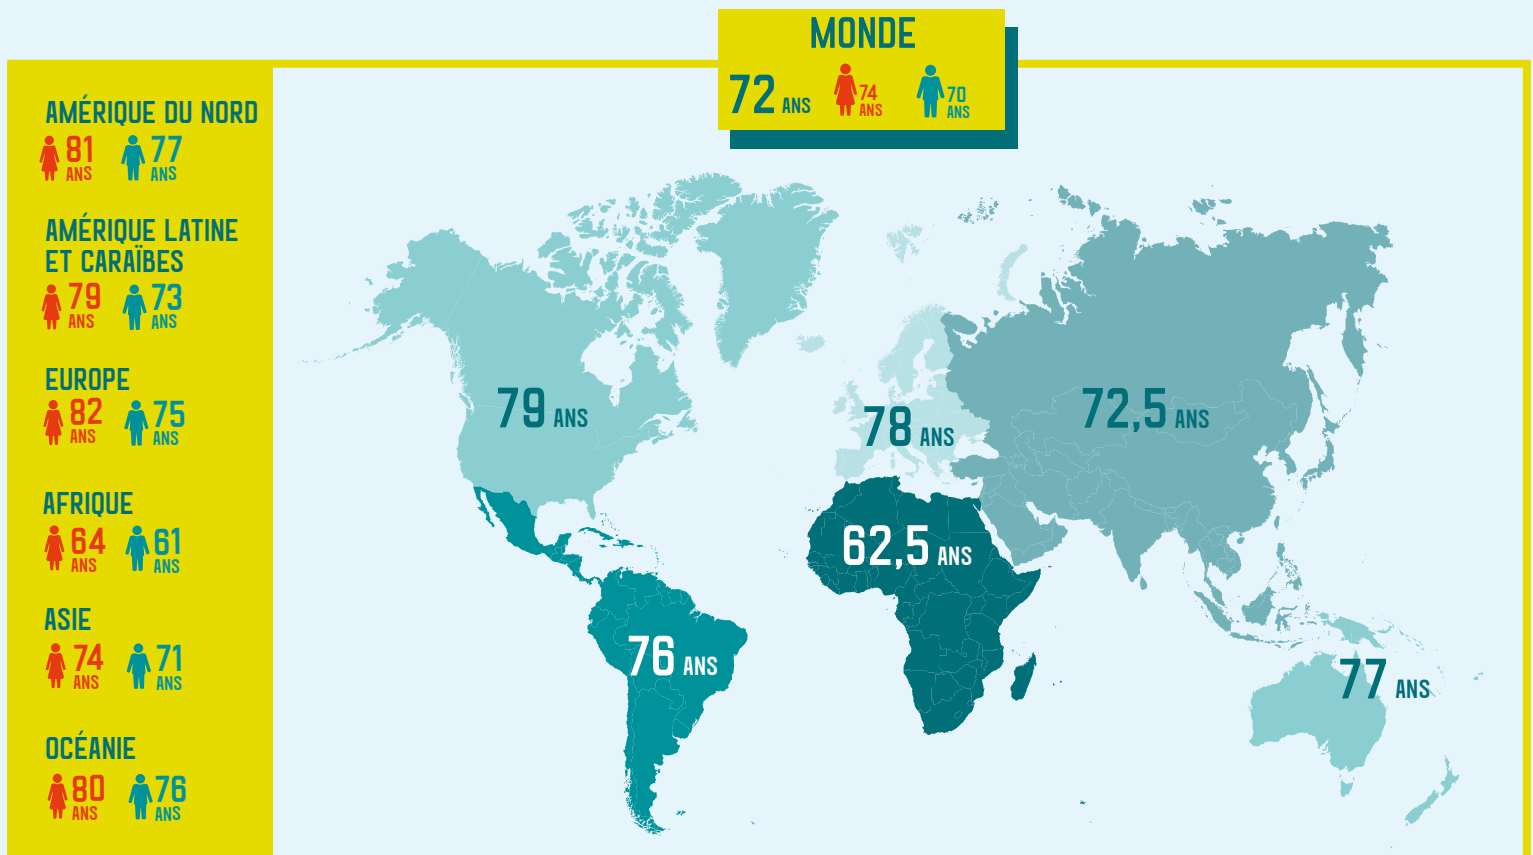 MONDE
72 ANS
74 ANS
70 ANS
AMÉRIQUE DU NORD
81 ANS
77 ANS
AMÉRIQUE LATINE
ET CARAÏBES
79 ANS
73 ANS
EUROPE
82 ANS
75 ANS
AFRIQUE
64 ANS
61 ANS
ASIE
74 ANS
71 ANS
OCÉANIE
80 ANS
76 ANS
79 ANS
78 ANS
72,5 ANS
62,5 ANS
76 ANS
77 ANS